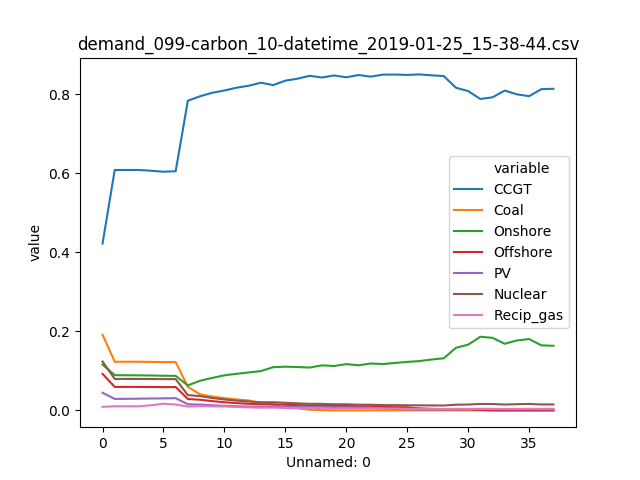 demand_099-carbon_10-datetime_2019-01-25_15-38-44.csv
value
0.8
0.6
0.4
0.2
0.0
variable
CCGT
Coal
Onshore
Offshore
PV
Nuclear
Recip_gas
0 5 10 15 20 25 30 35
Unnamed: 0